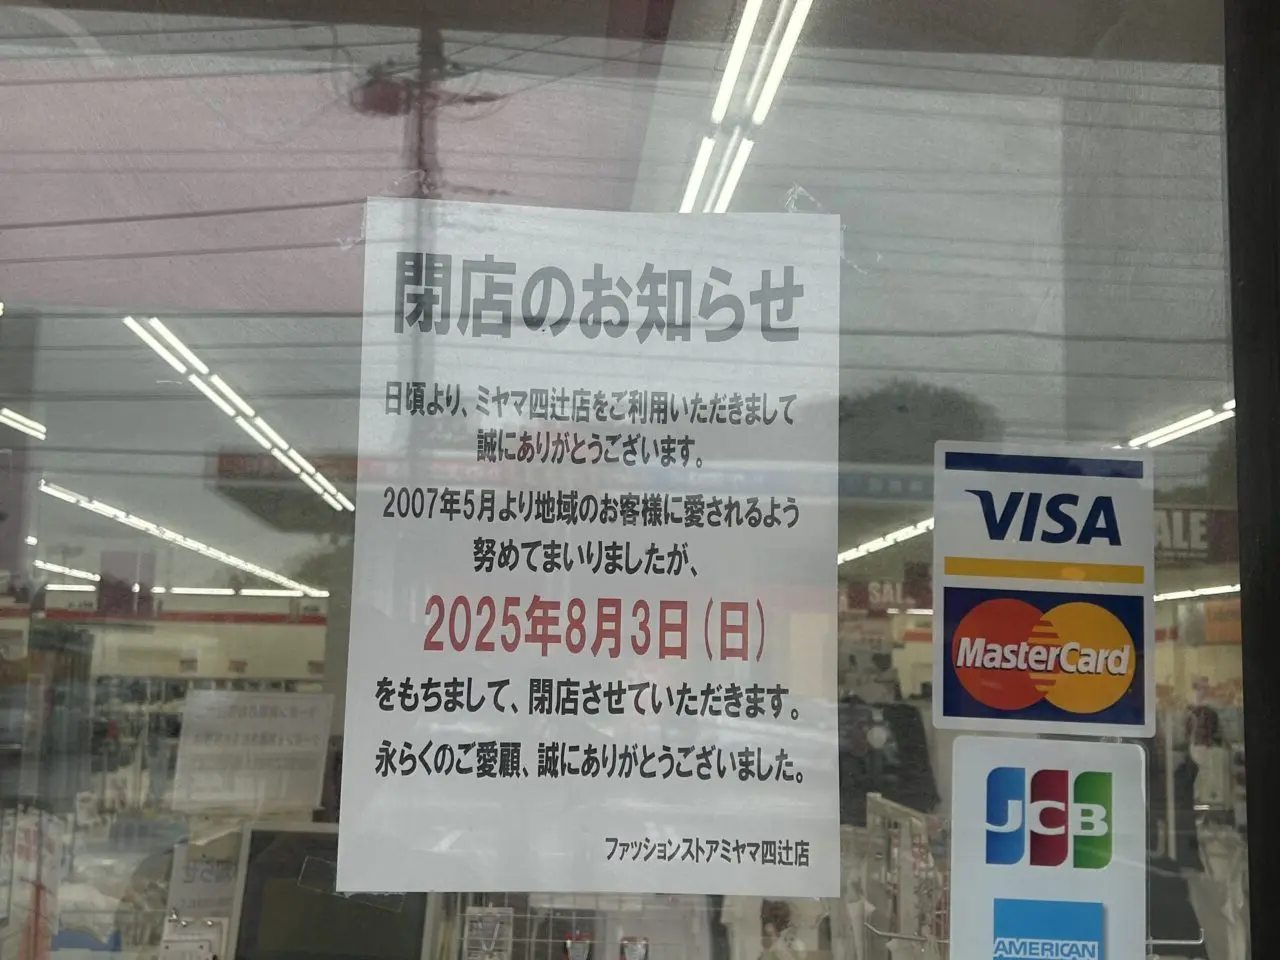 閉店のお知らせ
日頃より、ミヤマ四辻店をご利用いただきまして
誠にありがとうございます。
2007年5月より地域のお客様に愛されるよう
努めてまいりましたが、
2025年8月3日(日)
をもちまして、閉店させていただきます。
永らくのご愛顧、誠にありがとうございました。
ファッションストアミヤマ四辻店
VISA
MasterCard
JCB
AMERICAN
SALE
SAL